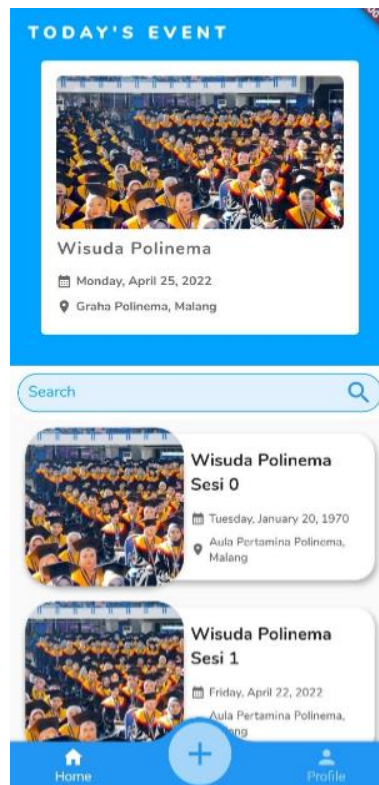 TODAY'S EVENT
Wisuda Polinema
Monday, April 25, 2022
Graha Polinema, Malang
Search
Wisuda Polinema
Sesi 0
Tuesday, January 20, 1970
Aula Pertamina Polinema,
Malang
Wisuda Polinema
Sesi 1
Friday, April 22, 2022
Aula Pertamina Polinema,
Home
Profile